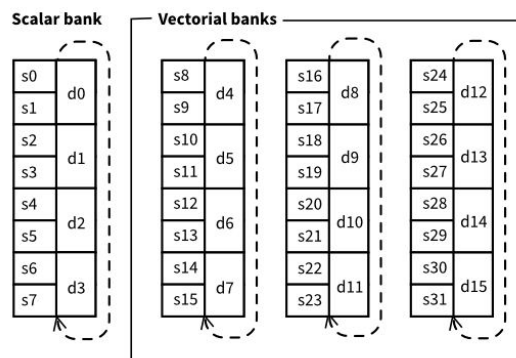 Scalar bank
Vectorial banks
s0
s1
d0
s2
s3
d1
s4
s5
d2
s6
s7
d3
s8
s9
d4
s10
s11
d5
s12
s13
d6
s14
s15
d7
s16
s17
d8
s18
s19
d9
s20
s21
d10
s22
s23
d11
s24
s25
d12
s26
s27
d13
s28
s29
d14
s30
s31
d15